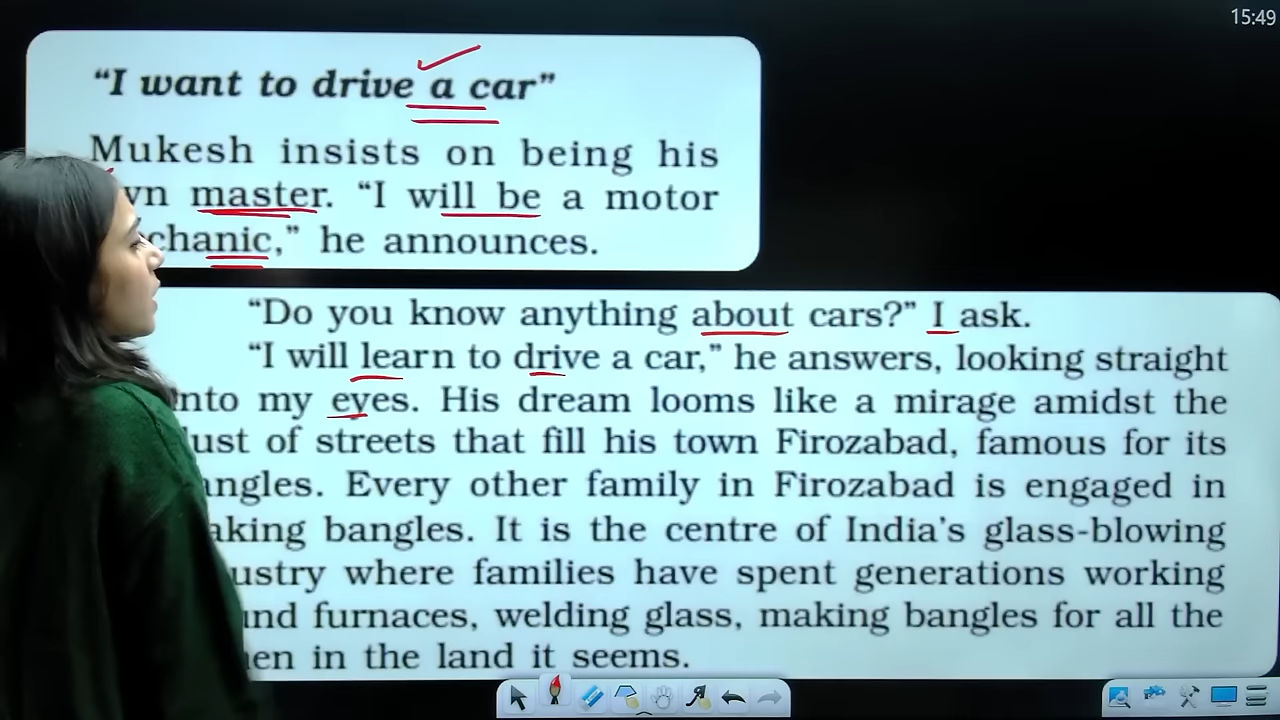 15:49
“I want to drive a car”
Mukesh insists on being his
master. “I will be a motor
he announces.
“Do you know anything about cars?” I ask.
“I will learn to drive a car,” he answers, looking straight
my eyes. His dream looms like a mirage amidst the
of streets that fill his town Firozabad, famous for its
Every other family in Firozabad is engaged in
bangles. It is the centre of India’s glass-blowing
where families have spent generations working
furnaces, welding glass, making bangles for all the
in the land it seems.